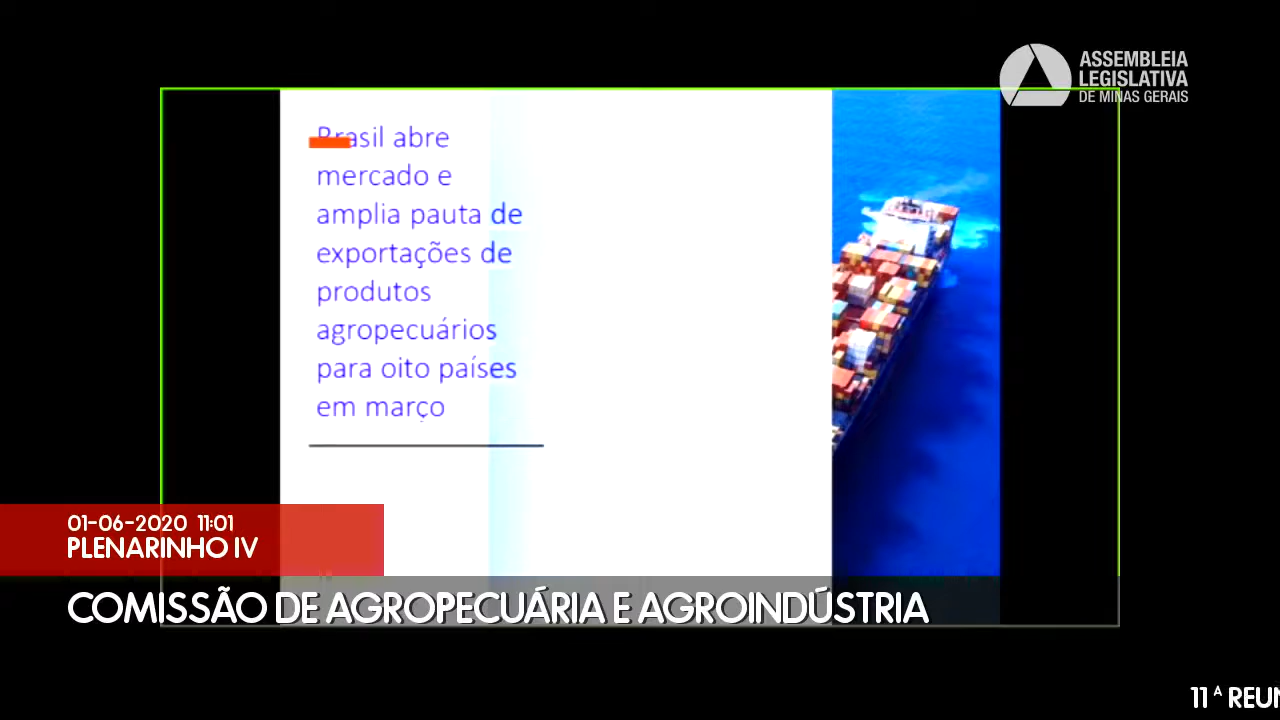 ASSEMBLEIA
LEGISLATIVA
DE MINAS GERAIS
Brasil abre
mercado e
amplia pauta de
exportações de
produtos
agropecuários
para oito países
em março
01-06-2020 11:01
PLENARINHO IV
COMISSÃO DE AGROPECUÁRIA E AGROINDÚSTRIA
11ª